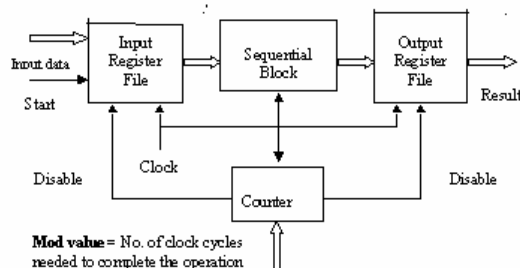 Input
Register
File
Sequential
Block
Output
Register
File
Input data
Start
Result
Clock
Disable
Disable
Counter
Mod value = No. of clock cycles
needed to complete the operation